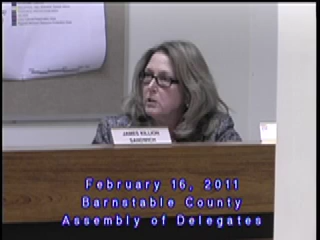 JAMES KILLION
SANDWICH
February 16, 2011
Barnstable County
Assembly of Delegates